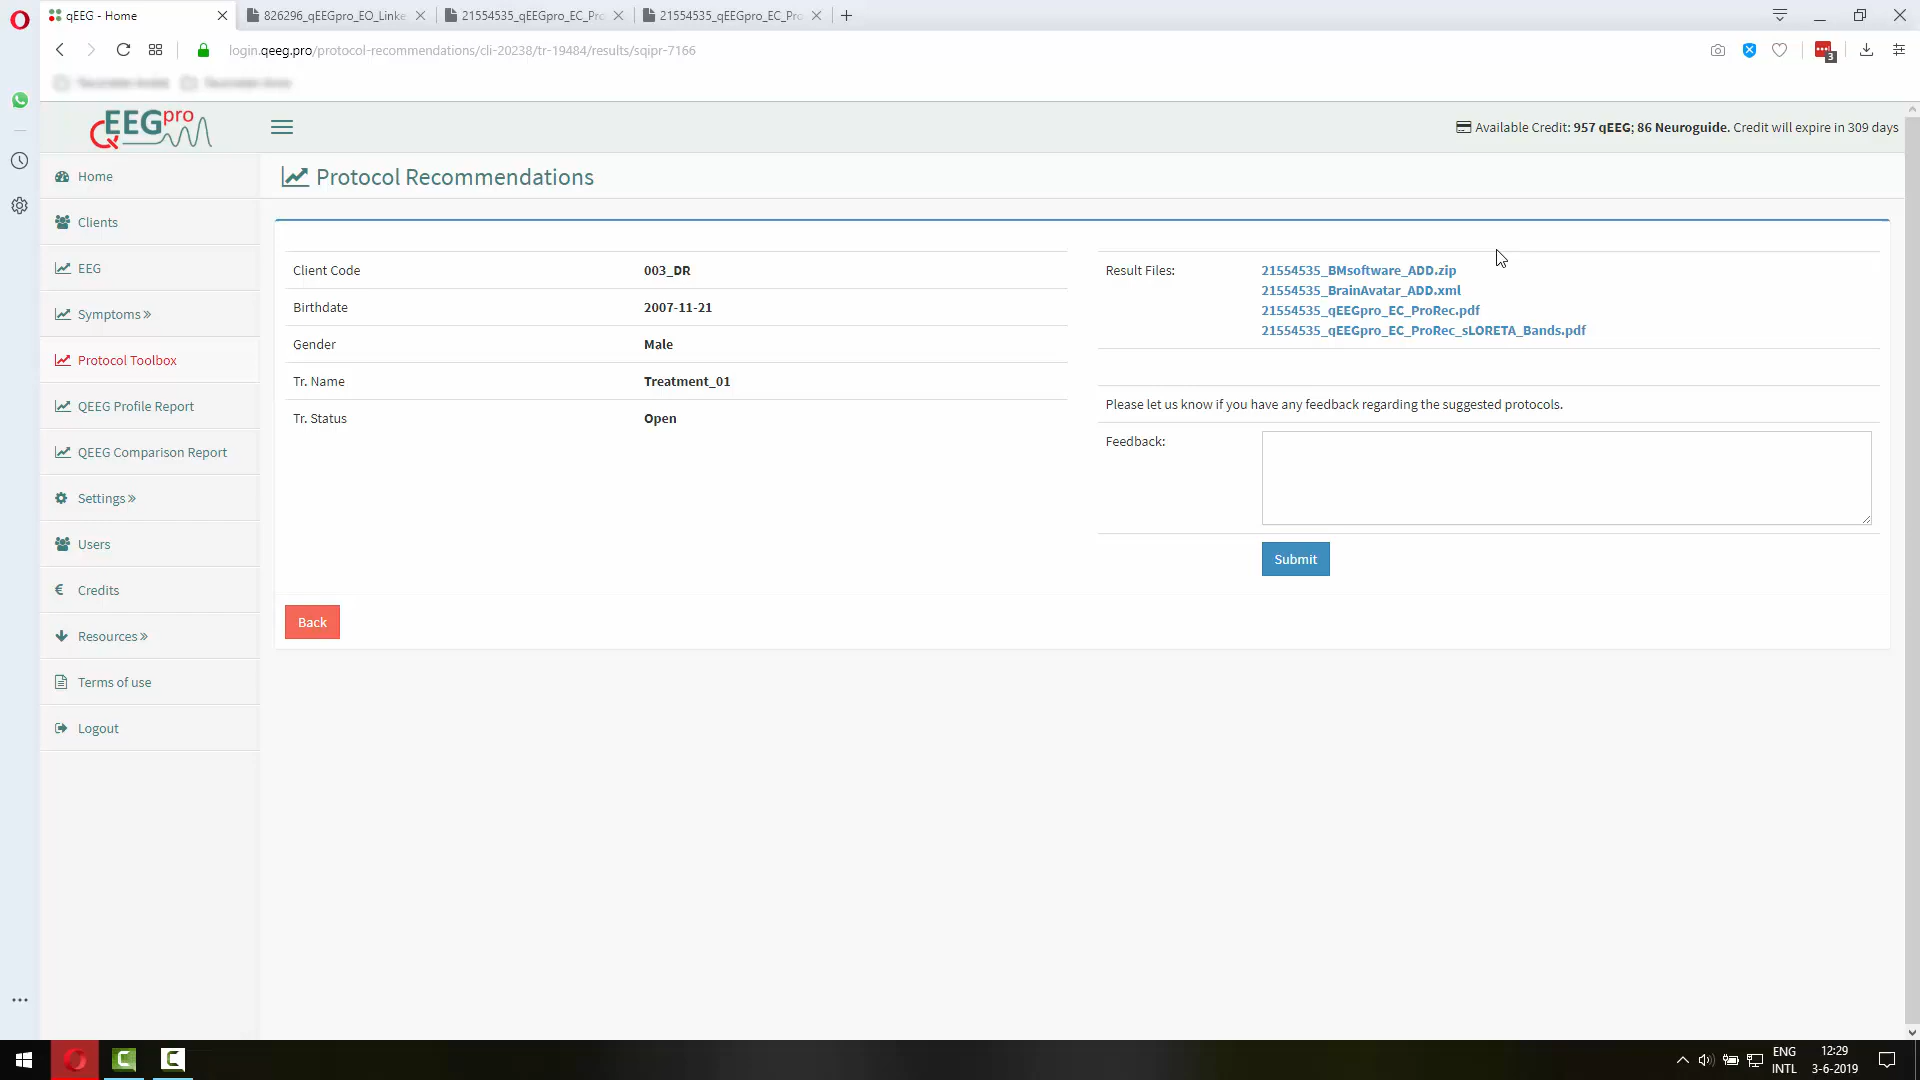 qEEG - Home
826296_qEEGpro_EO_Linke
21554535_qEEGpro_EC_Pro
21554535_qEEGpro_EC_Pro
login.qeeg.pro/protocol-recommendations/cli-20238/tr-19484/results/sqipr-7166
3
QEEGpro
Available Credit: 957 qEEG; 86 Neuroguide. Credit will expire in 309 days
Home
Clients
EEG
Symptoms »
Protocol Toolbox
QEEG Profile Report
QEEG Comparison Report
Settings »
Users
Credits
Resources »
Terms of use
Logout
Protocol Recommendations
Client Code 003_DR
Birthdate 2007-11-21
Gender Male
Tr. Name Treatment_01
Tr. Status Open
Back
Result Files: 21554535_BMsoftware_ADD.zip
21554535_BrainAvatar_ADD.xml
21554535_qEEGpro_EC_ProRec.pdf
21554535_qEEGpro_EC_ProRec_sLORETA_Bands.pdf
Please let us know if you have any feedback regarding the suggested protocols.
Feedback:
Submit
ENG
INTL
12:29
3-6-2019